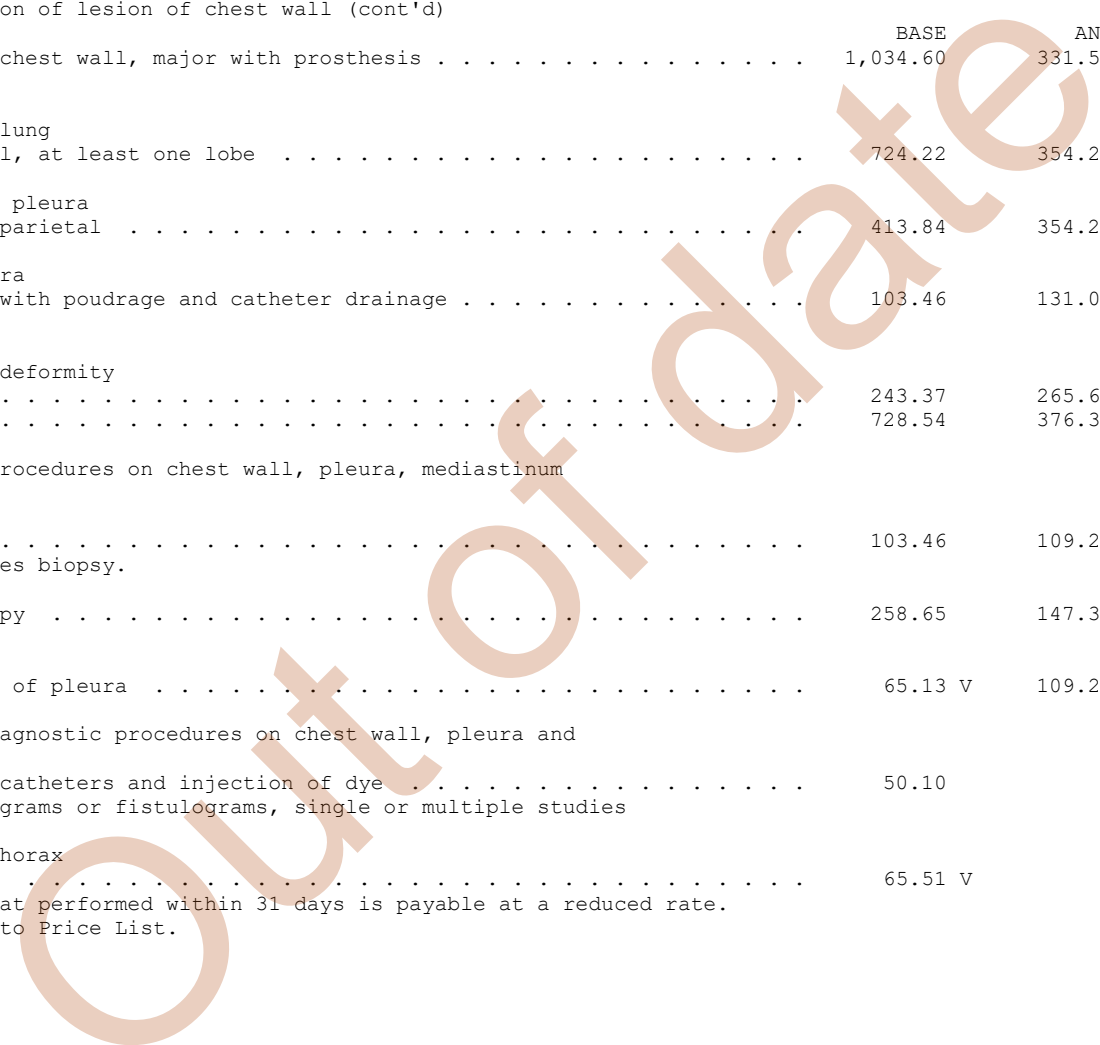 on of lesion of chest wall (cont'd)
BASE AN
chest wall, major with prosthesis . . . . . . . . . . . . . . . 1,034.60 331.5
lung
l, at least one lobe . . . . . . . . . . . . . . . . . . . . . 724.22 354.2
pleura
parietal . . . . . . . . . . . . . . . . . . . . . . . . . . . 413.84 354.2
ra
with poudrage and catheter drainage . . . . . . . . . . . . . . 103.46 131.0
deformity
. . . . . . . . . . . . . . . . . . . . . . . . . . . . . . . . 243.37 265.6
. . . . . . . . . . . . . . . . . . . . . . . . . . . . . . . . 728.54 376.3
rocedures on chest wall, pleura, mediastinum
. . . . . . . . . . . . . . . . . . . . . . . . . . . . . . . . 103.46 109.2
es biopsy.
py . . . . . . . . . . . . . . . . . . . . . . . . . . . . . . 258.65 147.3
of pleura . . . . . . . . . . . . . . . . . . . . . . . . . . 65.13 V 109.2
agnostic procedures on chest wall, pleura and
catheters and injection of dye . . . . . . . . . . . . . . . . 50.10
grams or fistulograms, single or multiple studies
horax
. . . . . . . . . . . . . . . . . . . . . . . . . . . . . . . 65.51 V
at performed within 31 days is payable at a reduced rate.
to Price List.
Out of date